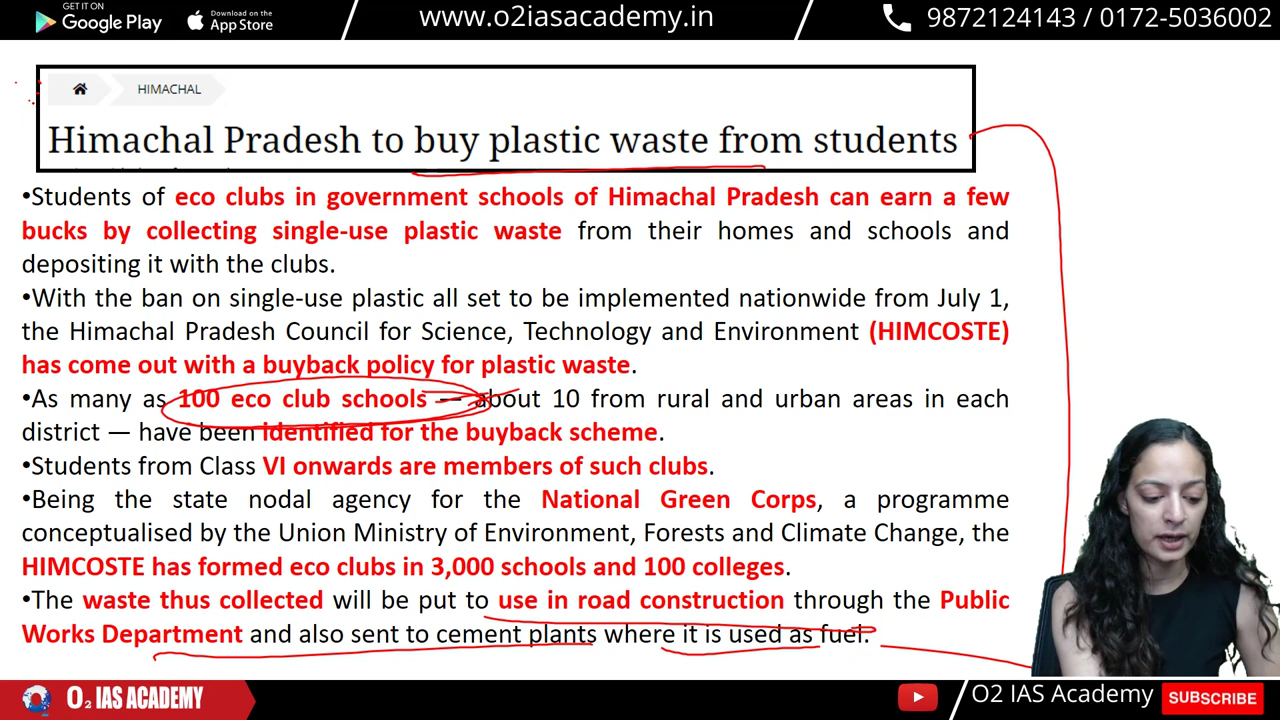 GET IT ON
Google Play
Download on the
App Store
www.o2iasacademy.in
9872124143 / 0172-5036002
HIMACHAL
Himachal Pradesh to buy plastic waste from students
•Students of eco clubs in government schools of Himachal Pradesh can earn a few
bucks by collecting single-use plastic waste from their homes and schools and
depositing it with the clubs.
•With the ban on single-use plastic all set to be implemented nationwide from July 1,
the Himachal Pradesh Council for Science, Technology and Environment (HIMCOSTE)
has come out with a buyback policy for plastic waste.
•As many as 100 eco club schools — about 10 from rural and urban areas in each
district — have been identified for the buyback scheme.
•Students from Class VI onwards are members of such clubs.
•Being the state nodal agency for the National Green Corps, a programme
conceptualised by the Union Ministry of Environment, Forests and Climate Change, the
HIMCOSTE has formed eco clubs in 3,000 schools and 100 colleges.
•The waste thus collected will be put to use in road construction through the Public
Works Department and also sent to cement plants where it is used as fuel.
O₂ IAS ACADEMY
O2 IAS Academy
SUBSCRIBE